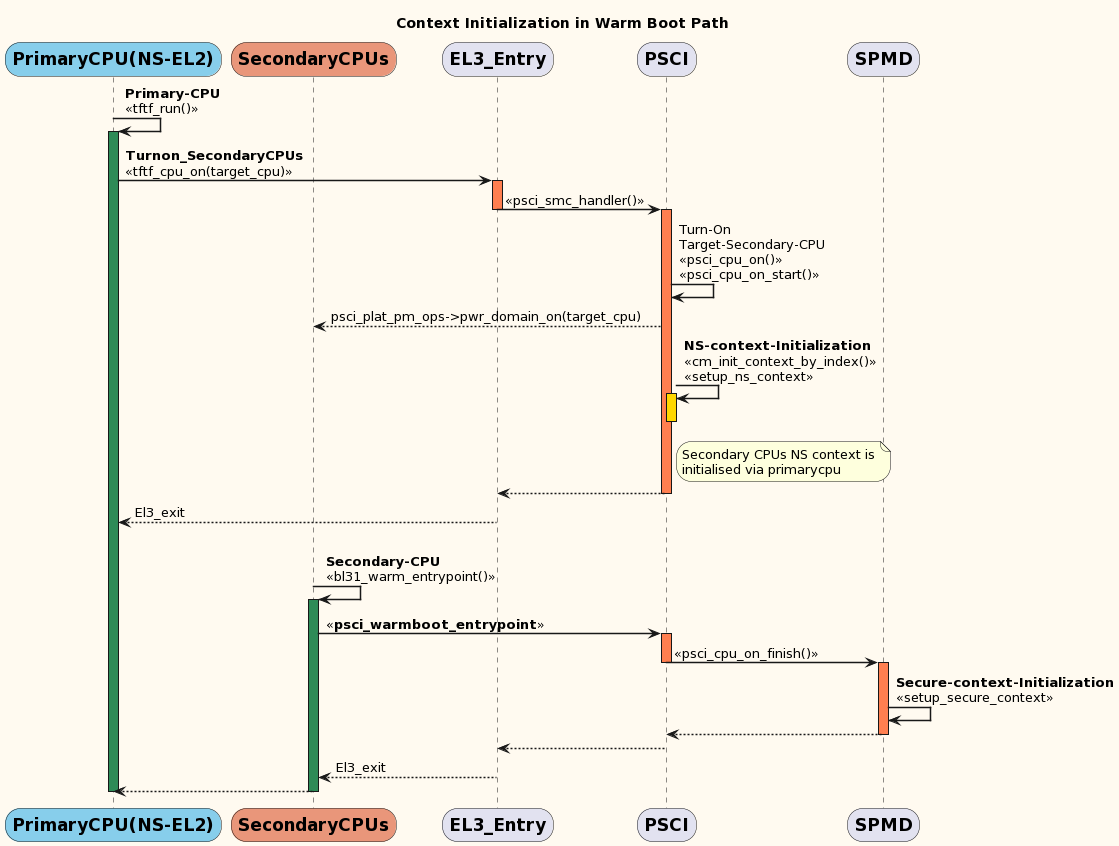 Context Initialization in Warm Boot Path
PrimaryCPU(NS-EL2)
SecondaryCPUs
EL3_Entry
PSCI
SPMD
Primary-CPU
«tftf_run()»
Turnon_SecondaryCPUs
«tftf_cpu_on(target_cpu)»
«psci_smc_handler()»
Turn-On
Target-Secondary-CPU
«psci_cpu_on()»
«psci_cpu_on_start()»
psci_plat_pm_ops->pwr_domain_on(target_cpu)
NS-context-Initialization
«cm_init_context_by_index()»
«setup_ns_context»
Secondary CPUs NS context is
initialised via primarycpu
El3_exit
Secondary-CPU
«bl31_warm_entrypoint()»
«psci_warmboot_entrypoint»
«psci_cpu_on_finish()»
Secure-context-Initialization
«setup_secure_context»
El3_exit
PrimaryCPU(NS-EL2)
SecondaryCPUs
EL3_Entry
PSCI
SPMD